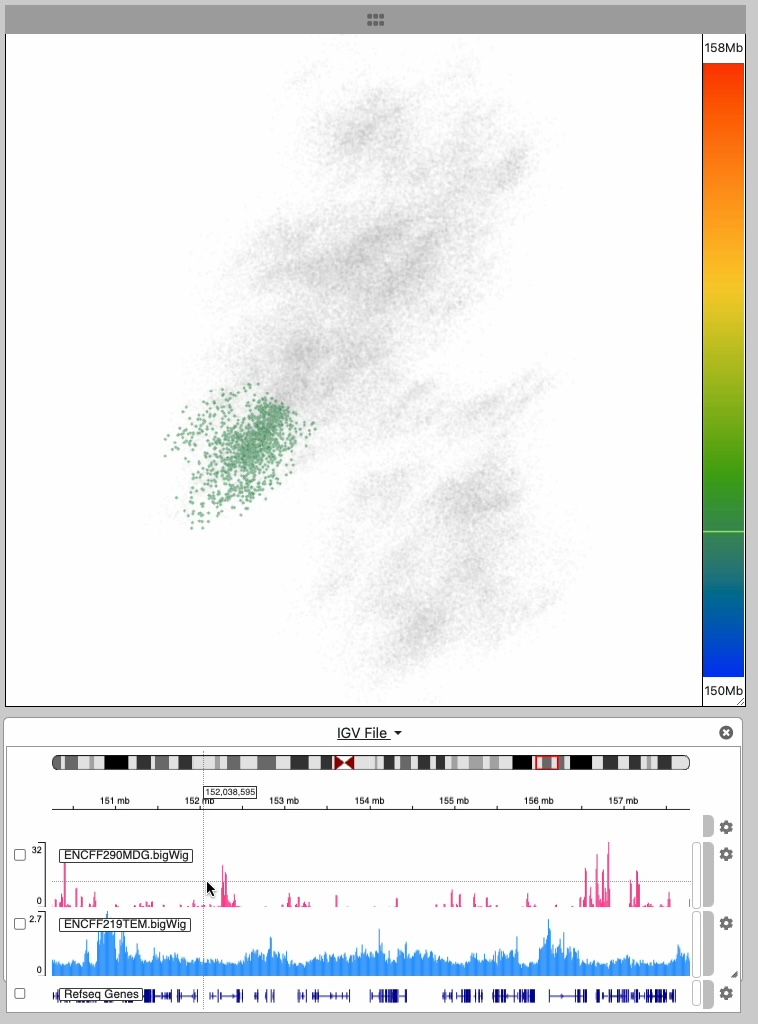 158Mb
150Mb
IGV File
152,038,595
151 mb 152 mb 153 mb 154 mb 155 mb 156 mb 157 mb
32
ENCFF290MDG.bigWig
0
2.7
ENCFF219TEM.bigWig
0
Refseq Genes